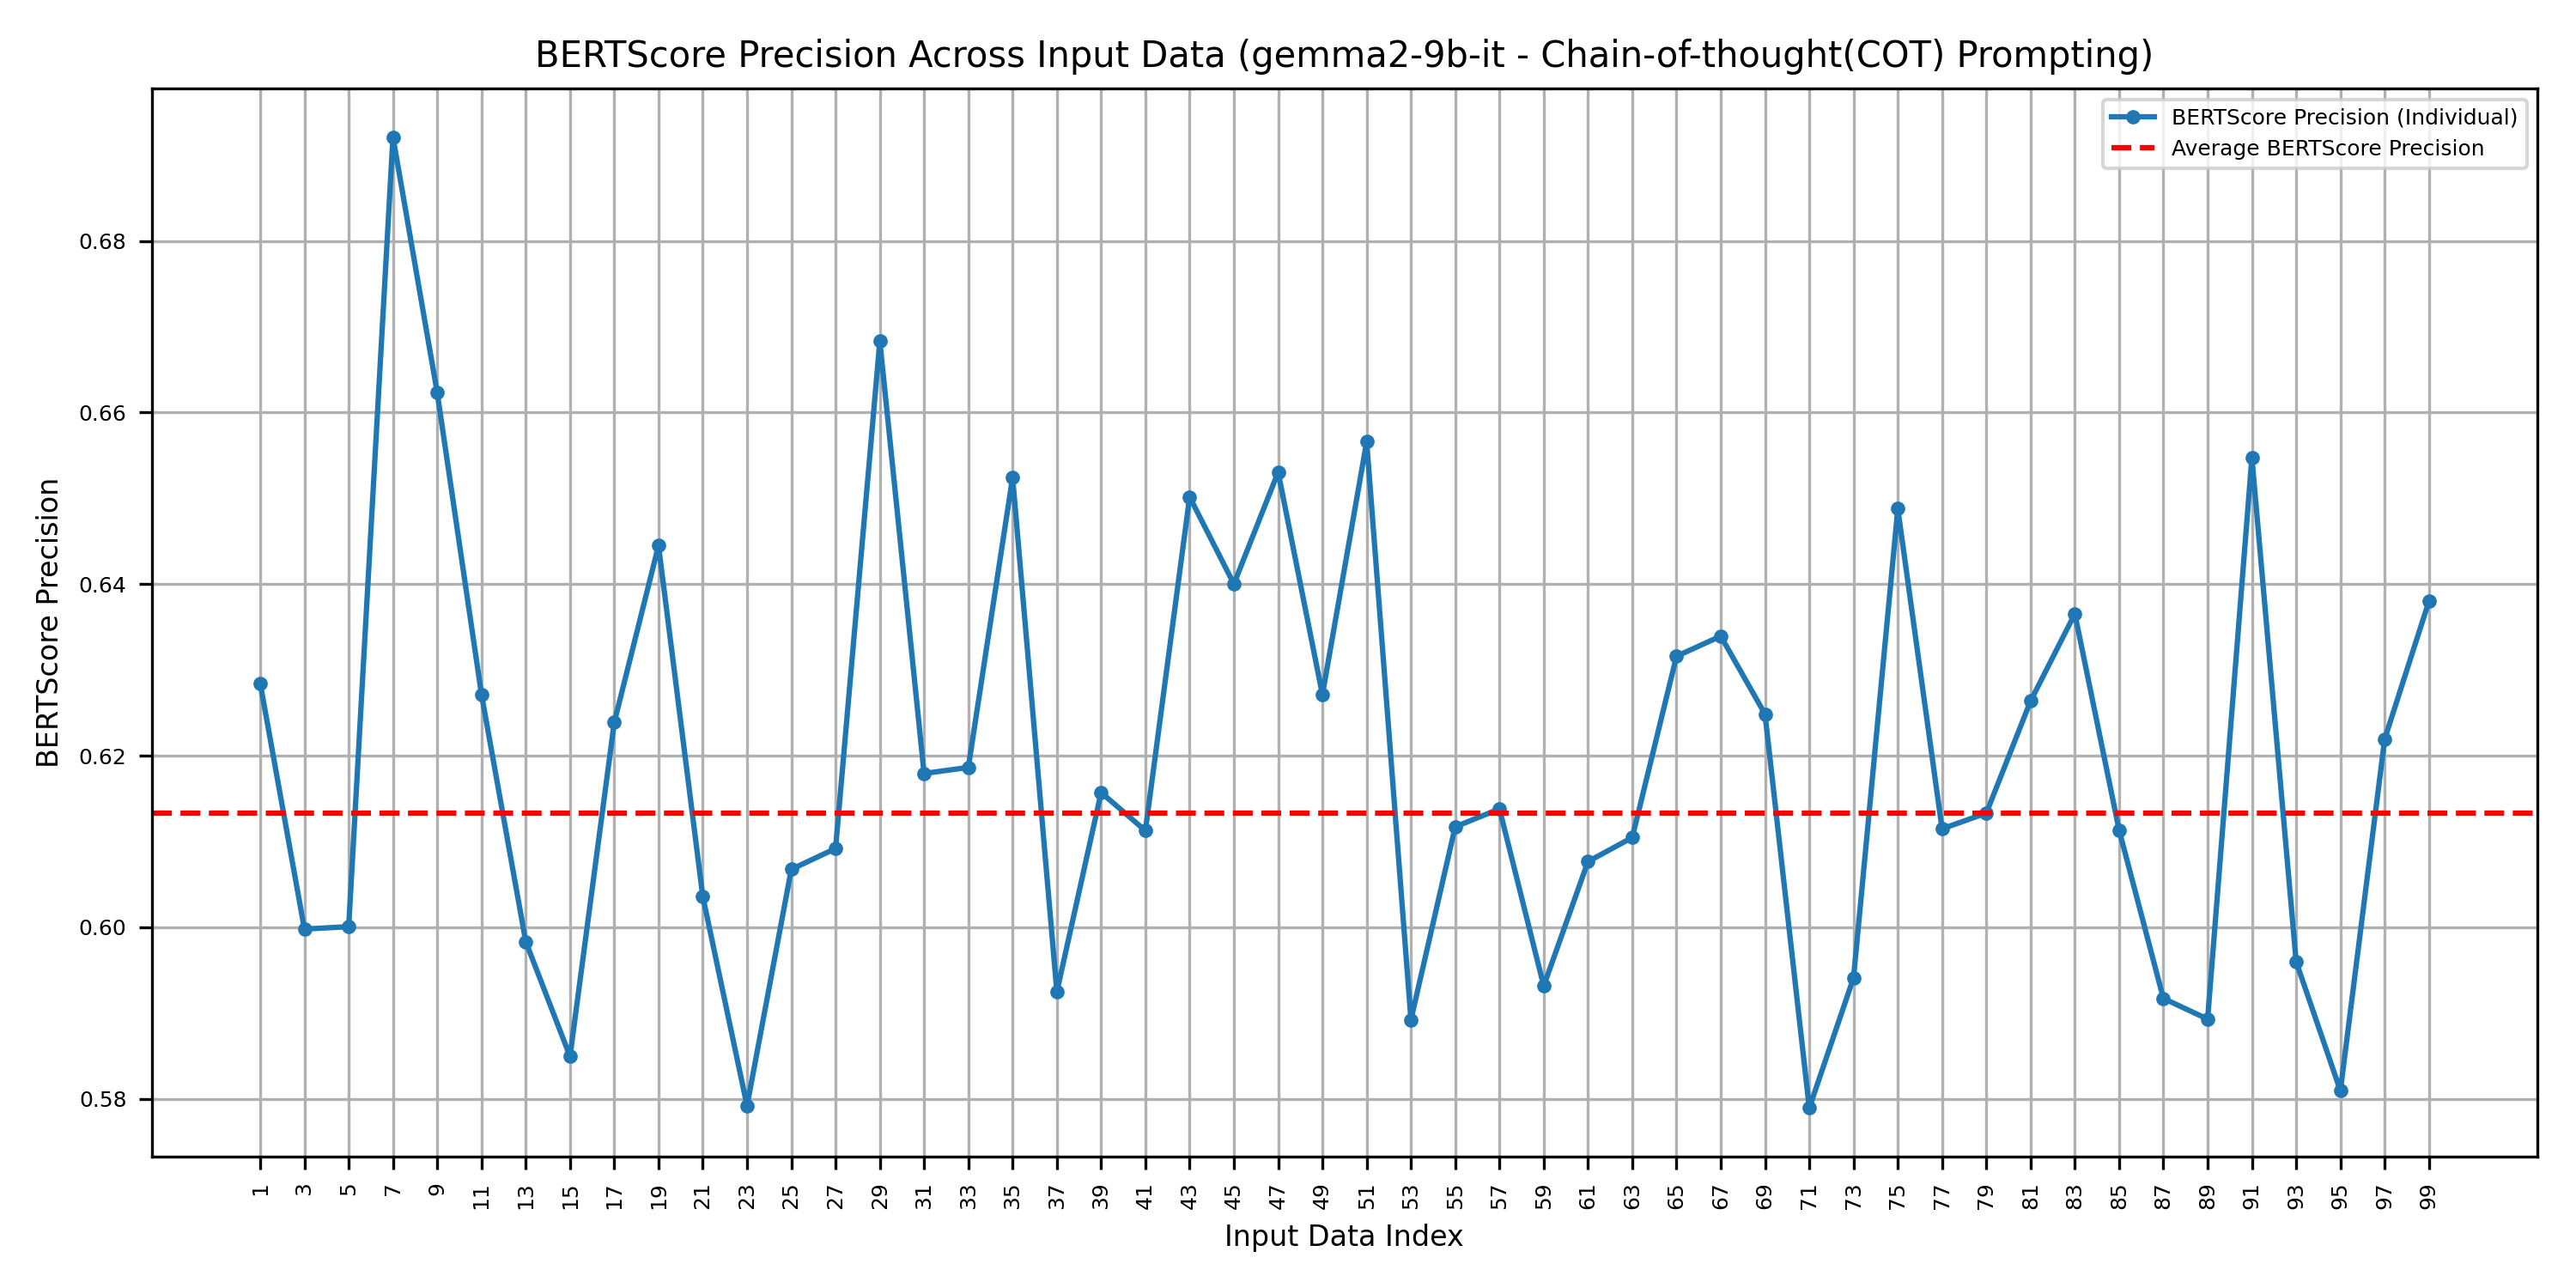 BERTScore Precision Across Input Data (gemma2-9b-it - Chain-of-thought(COT) Prompting)
BERTScore Precision (Individual)
Average BERTScore Precision
BERTScore Precision
0.68
0.66
0.64
0.62
0.60
0.58
1 3 5 7 9 11 13 15 17 19 21 23 25 27 29 31 33 35 37 39 41 43 45 47 49 51 53 55 57 59 61 63 65 67 69 71 73 75 77 79 81 83 85 87 89 91 93 95 97 99
Input Data Index